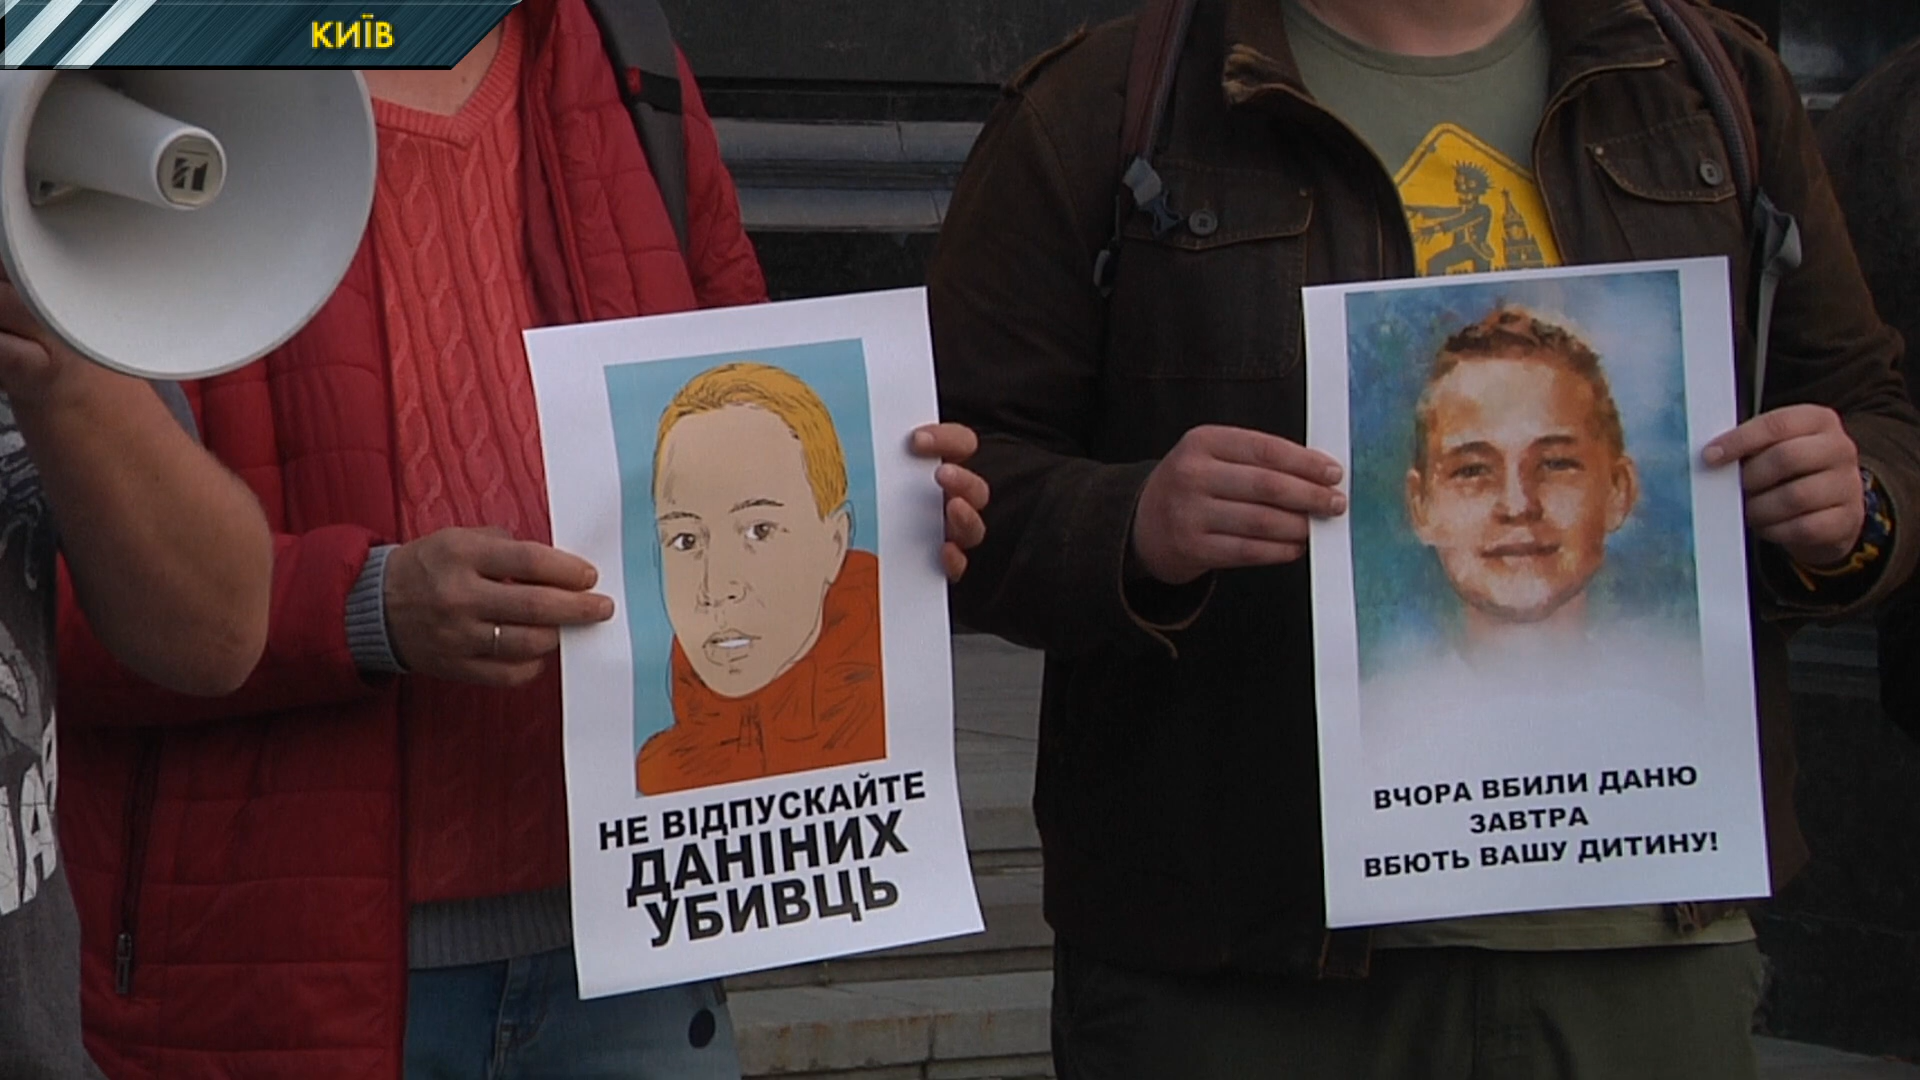 КИЇВ
НЕ ВІДПУСКАЙТЕ
ДАНІНИХ
УБИВЦЬ
ВЧОРА ВБИЛИ ДАНЮ
ЗАВТРА
ВБЮТЬ ВАШУ ДИТИНУ!